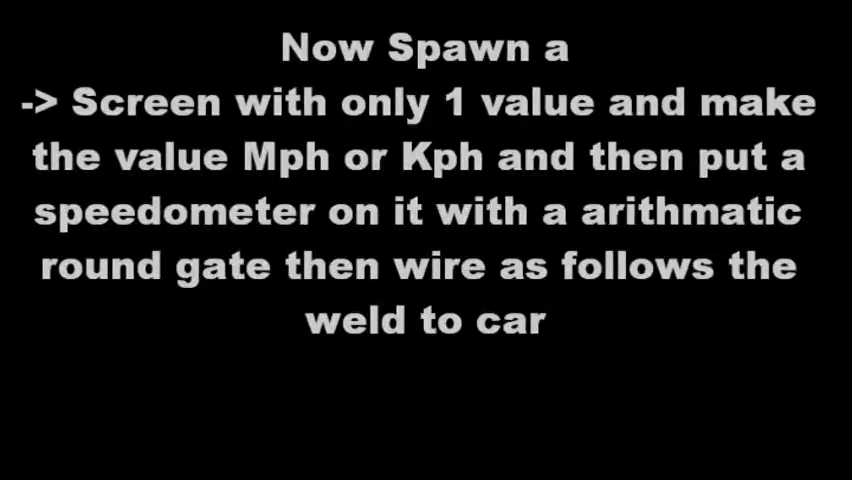 Now Spawn a
-> Screen with only 1 value and make
the value Mph or Kph and then put a
speedometer on it with a arithmatic
round gate then wire as follows the
weld to car